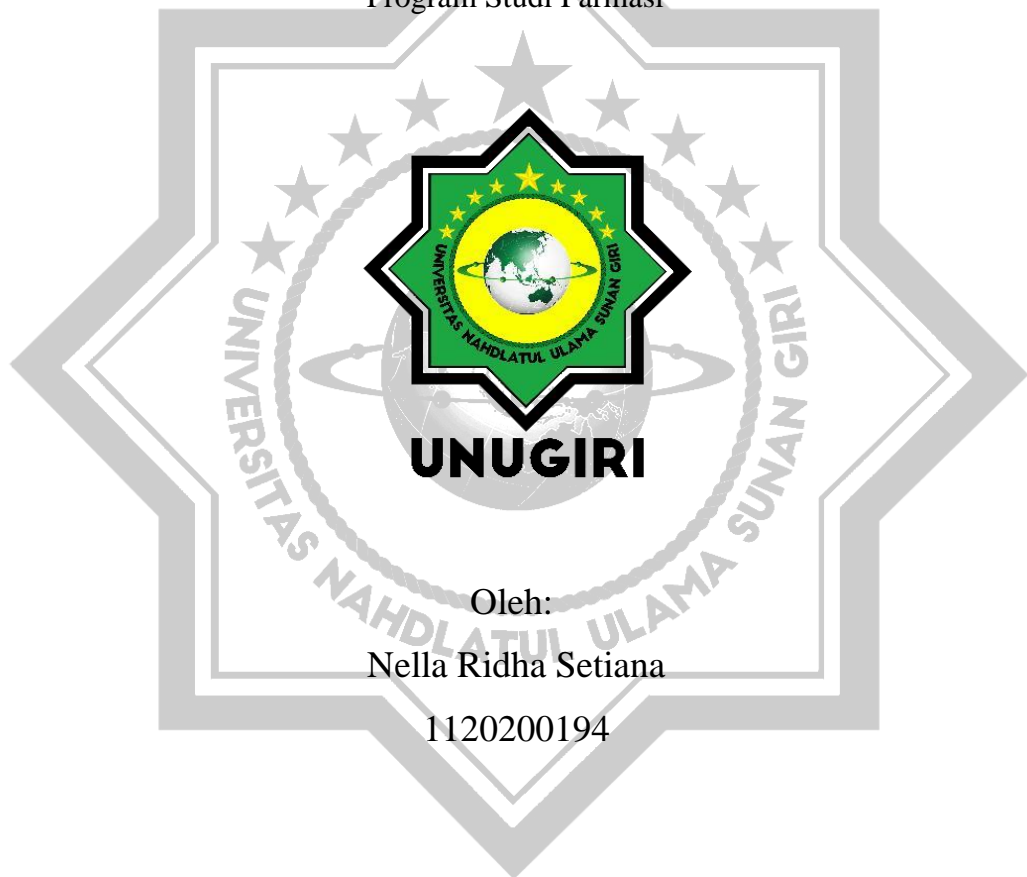 Program Studi Farmasi
UNIVERSITAS NAHDLATUL ULAMA SUNAN GIRI
UNUGIRI
UNIVERSITAS NAHDLATUL ULAMA SUNAN GIRI
Oleh:
Nella Ridha Setiana
1120200194